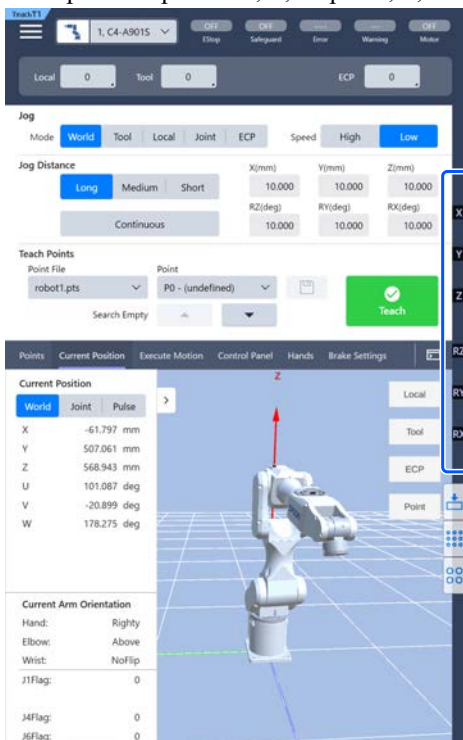 TeachT1
1, C4-A901S
OFF OFF ---- --- OFF
EStop Safeguard Error Warning Motor
Local 0 Tool 0 ECP 0
Jog
Mode World Tool Local Joint ECP Speed High Low
Jog Distance X(mm) Y(mm) Z(mm)
Long Medium Short 10.000 10.000 10.000
RZ(deg) RY(deg) RX(deg)
Continuous 10.000 10.000 10.000
Teach Points
Point File Point
robot1.pts P0 - (undefined)
Search Empty Teach
Points Current Position Execute Motion Control Panel Hands Brake Settings
Current Position
World Joint Pulse
X -61.797 mm
Y 507.061 mm
Z 568.943 mm
U 101.087 deg
V -20.899 deg
W 178.275 deg
Current Arm Orientation
Hand: Righty
Elbow: Above
Wrist: NoFlip
J1Flag: 0
J4Flag: 0
J6Flag: 0
Z
Local
Tool
ECP
Point
X
Y
Z
RZ
RY
RX